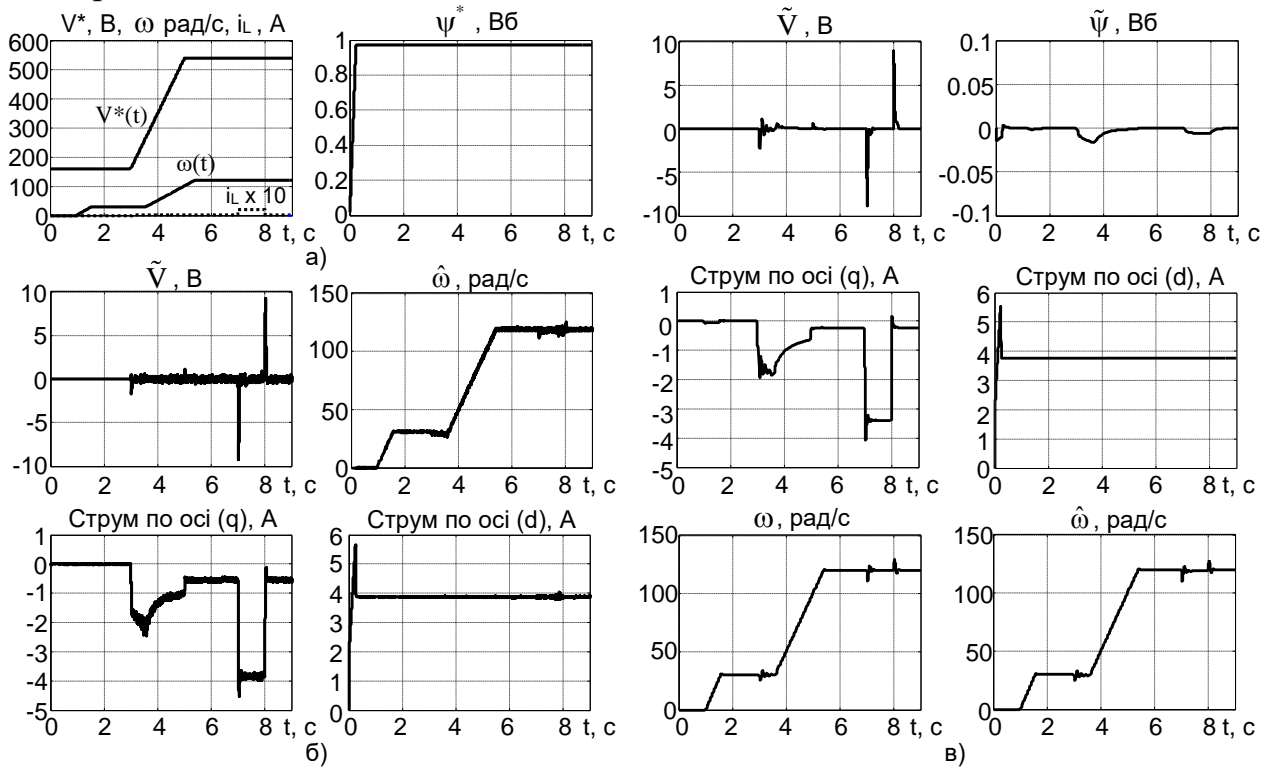 V*, В, ω рад/с, iL, А
600
500
400
300
200
100
0
V*(t)
ω(t)
iL x 10
0 2 4 6 8 t, с
ψ*, Вб
1
0.8
0.6
0.4
0.2
0
0 2 4 6 8 t, с
а)
Ṽ, В
10
5
0
-5
-10
0 2 4 6 8 t, с
ω̂, рад/с
150
100
50
0
0 2 4 6 8 t, с
Струм по осі (q), А
1
0
-1
-2
-3
-4
-5
0 2 4 6 8 t, с
Струм по осі (d), А
6
5
4
3
2
1
0
0 2 4 6 8 t, с
б)
Ṽ, В
10
5
0
-5
-10
0 2 4 6 8 t, с
ψ̃, Вб
0.1
0.05
0
-0.05
-0.1
0 2 4 6 8 t, с
Струм по осі (q), А
1
0
-1
-2
-3
-4
-5
0 2 4 6 8 t, с
Струм по осі (d), А
6
5
4
3
2
1
0
0 2 4 6 8 t, с
ω, рад/с
150
100
50
0
0 2 4 6 8 t, с
ω̂, рад/с
150
100
50
0
0 2 4 6 8 t, с
в)